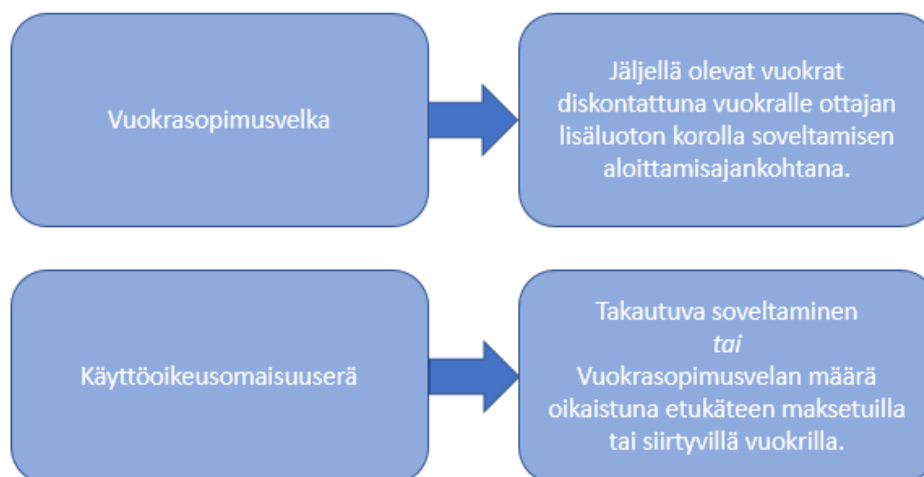 Vuokrasopimusvelka
Jäljellä olevat vuokrat
diskontattuna vuokralle ottajan
lisäluoton korolla soveltamisen
aloittamisajankohtana.
Käyttöoikeusomaisuuserä
Takautuva soveltaminen
tai
Vuokrasopimusvelan määrä
oikaistuna etukäteen maksetuilla
tai siirtyvillä vuokrilla.